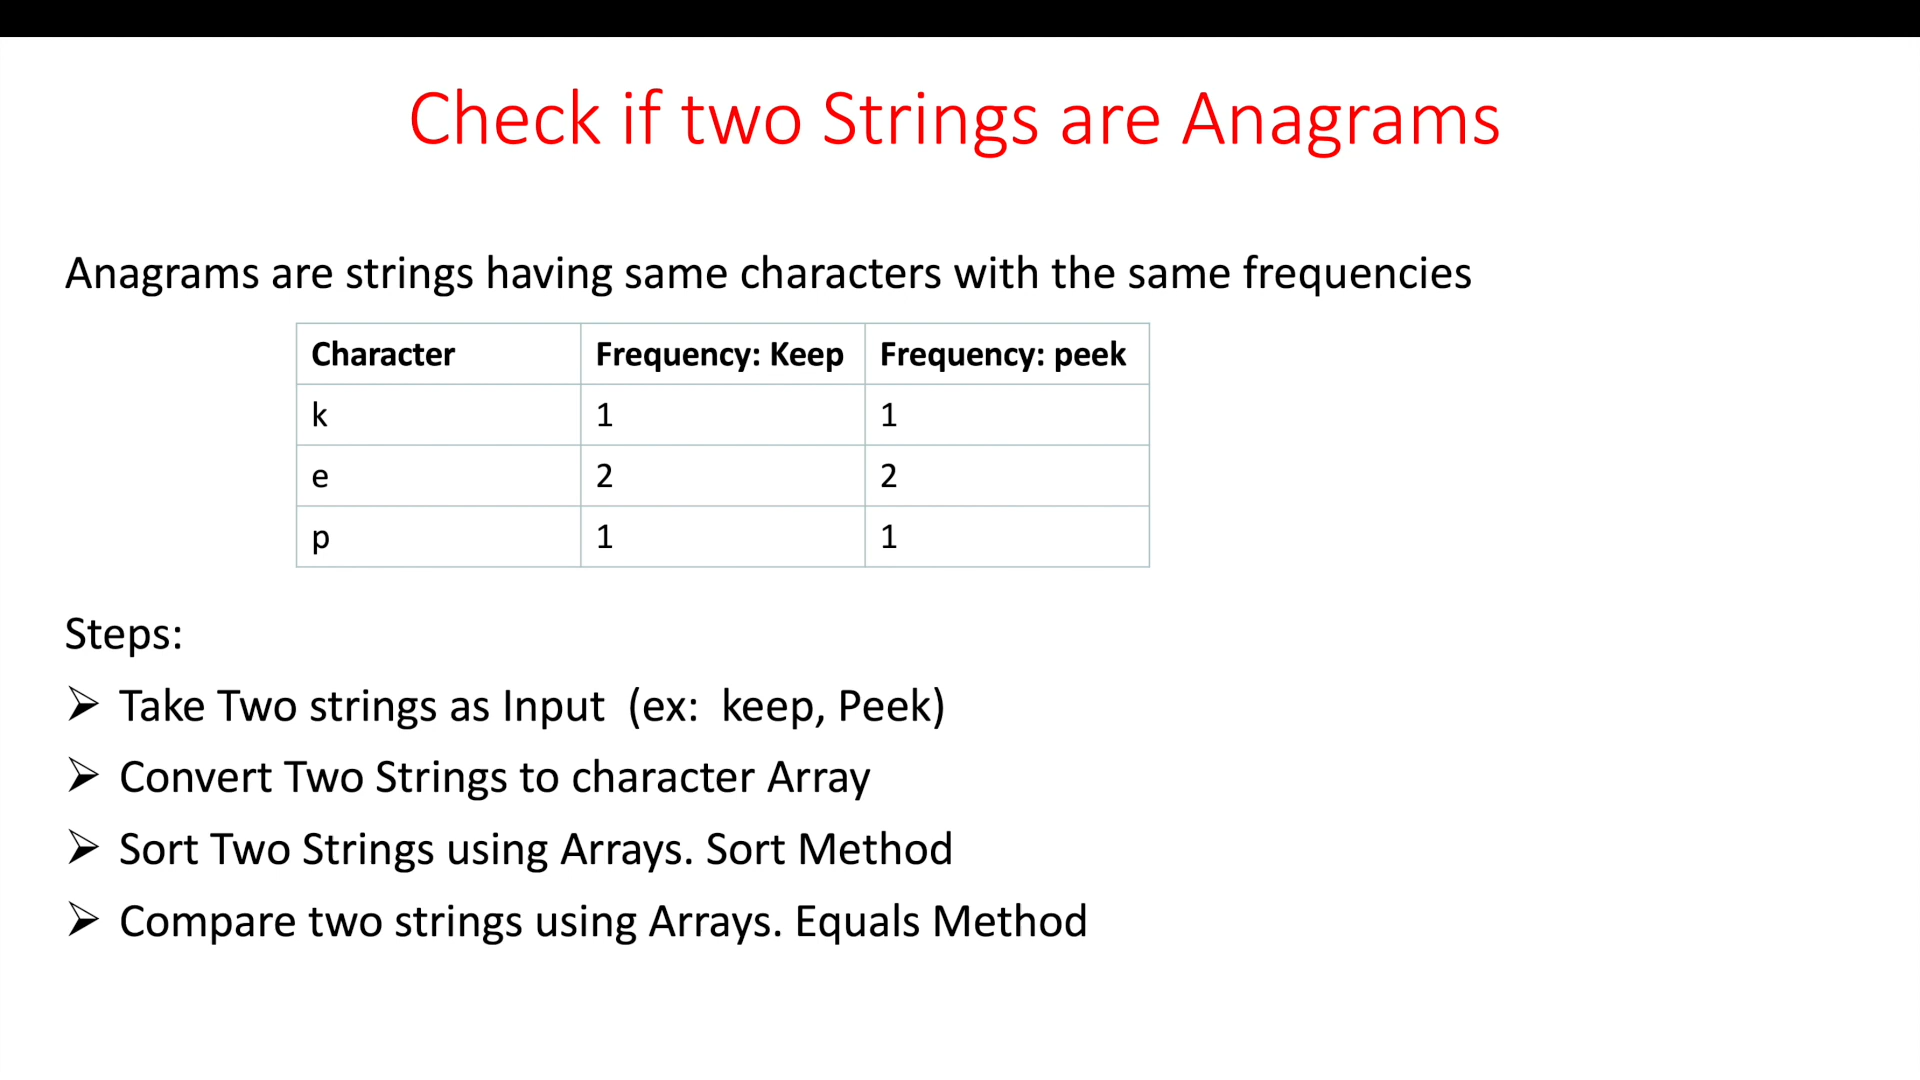 Check if two Strings are Anagrams
Anagrams are strings having same characters with the same frequencies
Character Frequency: Keep Frequency: peek
k 1 1
e 2 2
p 1 1
Steps:
Take Two strings as Input  (ex:  keep, Peek)
Convert Two Strings to character Array
Sort Two Strings using Arrays. Sort Method
Compare two strings using Arrays. Equals Method